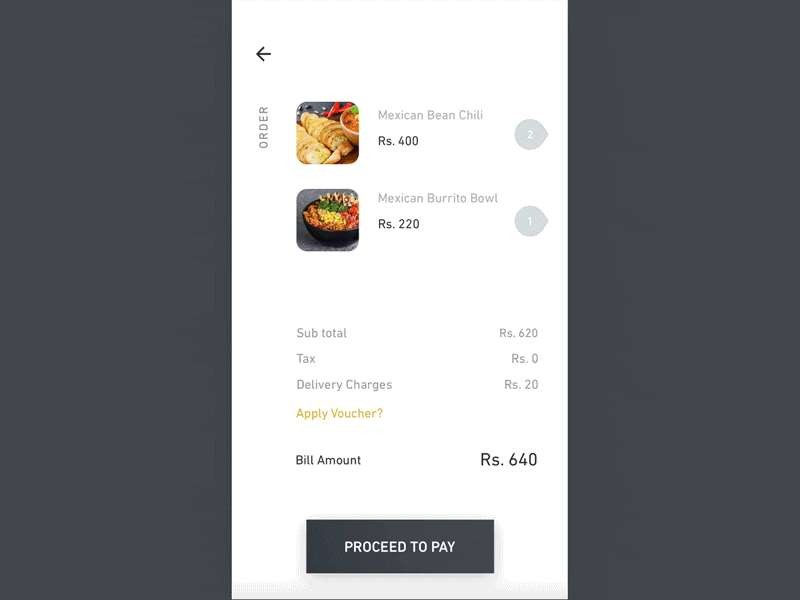 ORDER
Mexican Bean Chili
Rs. 400
2
Mexican Burrito Bowl
Rs. 220
1
Sub total Rs. 620
Tax Rs. 0
Delivery Charges Rs. 20
Apply Voucher?
Bill Amount Rs. 640
PROCEED TO PAY